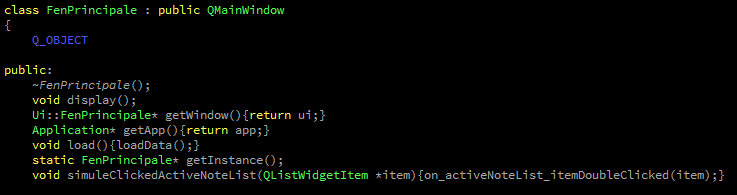 class FenPrincipale : public QMainWindow
{
    Q_OBJECT

public:
    ~FenPrincipale();
    void display();
    Ui::FenPrincipale* getWindow(){return ui;}
    Application* getApp(){return app;}
    void load(){loadData();}
    static FenPrincipale* getInstance();
    void simuleClickedActiveNoteList(QListWidgetItem *item){on_activeNoteList_itemDoubleClicked(item);}